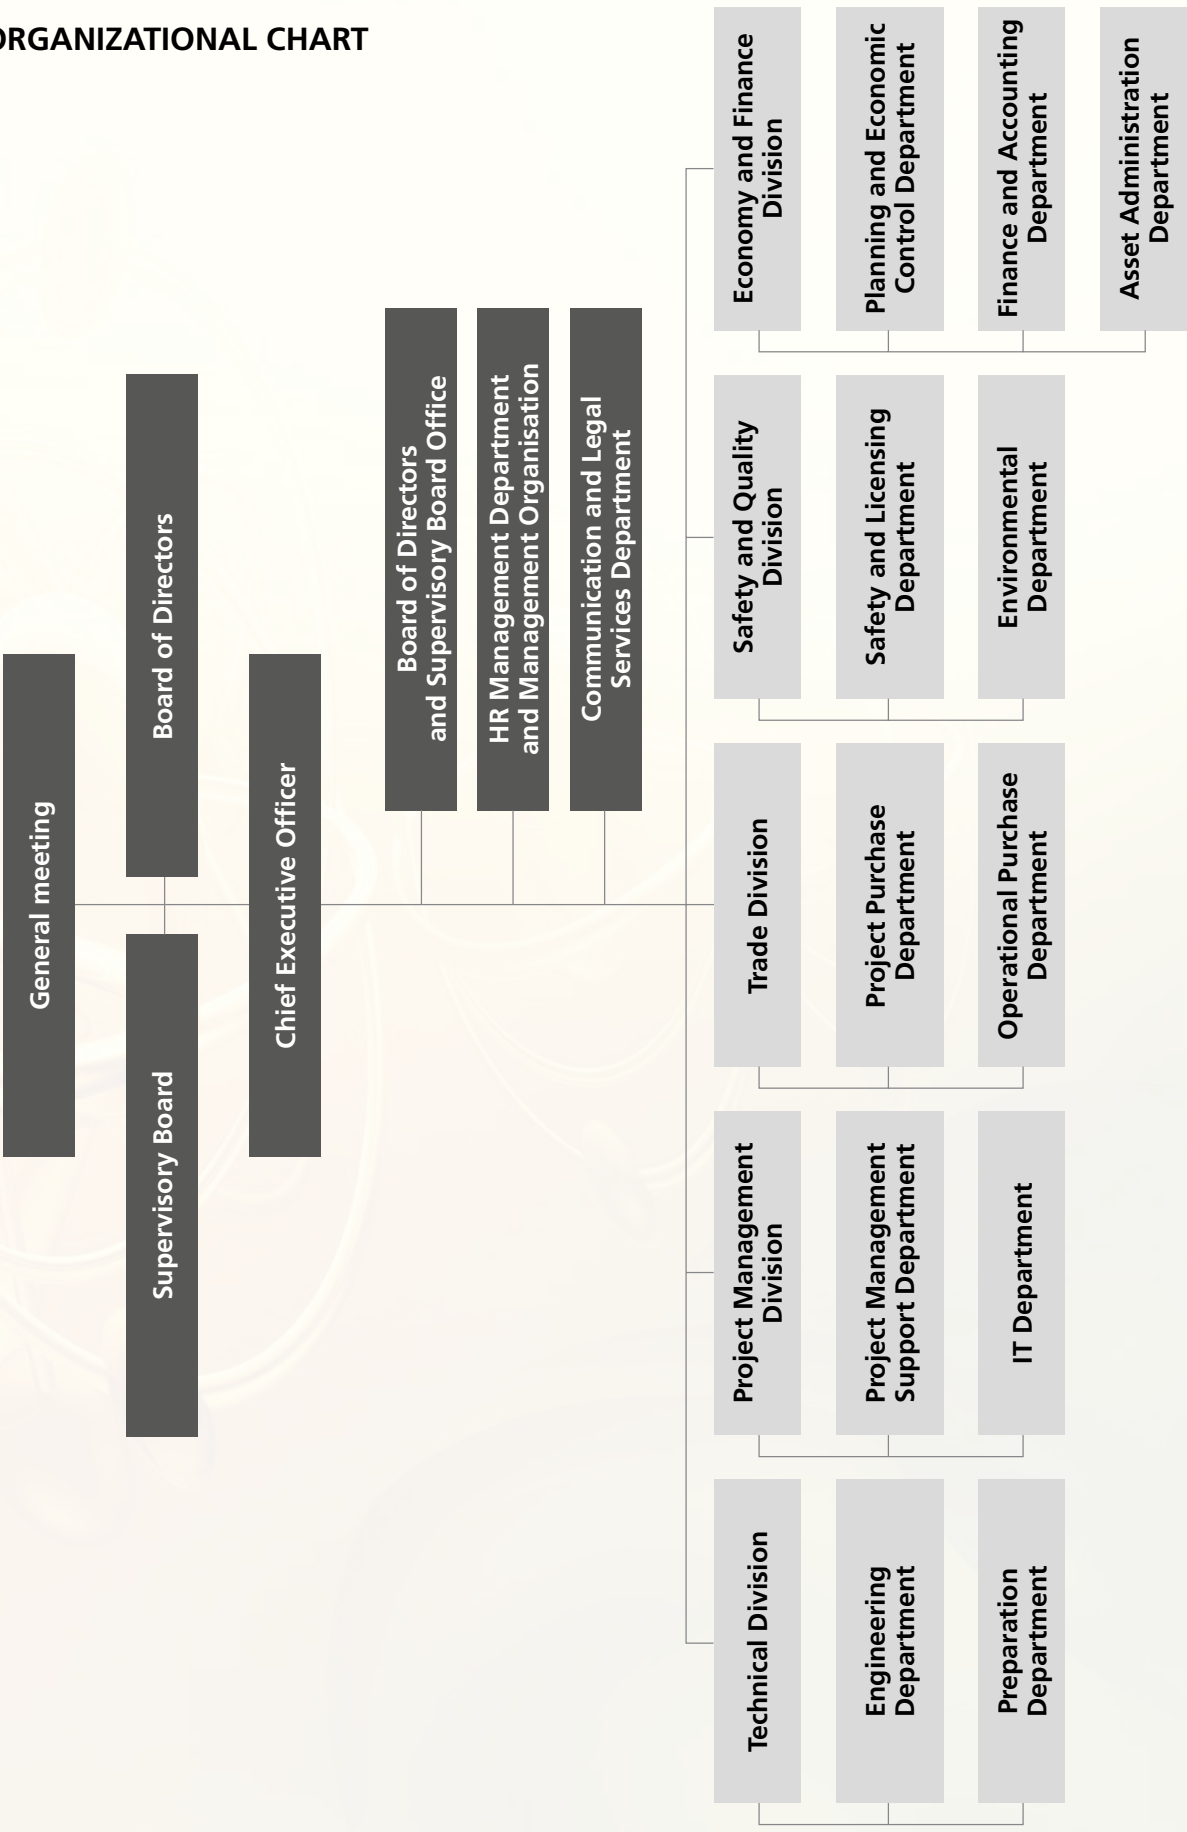 ORGANIZATIONAL CHART
General meeting
Supervisory Board
Board of Directors
Chief Executive Officer
Board of Directors
and Supervisory Board Office
HR Management Department
and Management Organisation
Communication and Legal
Services Department
Technical Division
Engineering
Department
Preparation
Department
Project Management
Division
Project Management
Support Department
IT Department
Trade Division
Project Purchase
Department
Operational Purchase
Department
Safety and Quality
Division
Safety and Licensing
Department
Environmental
Department
Economy and Finance
Division
Planning and Economic
Control Department
Finance and Accounting
Department
Asset Administration
Department